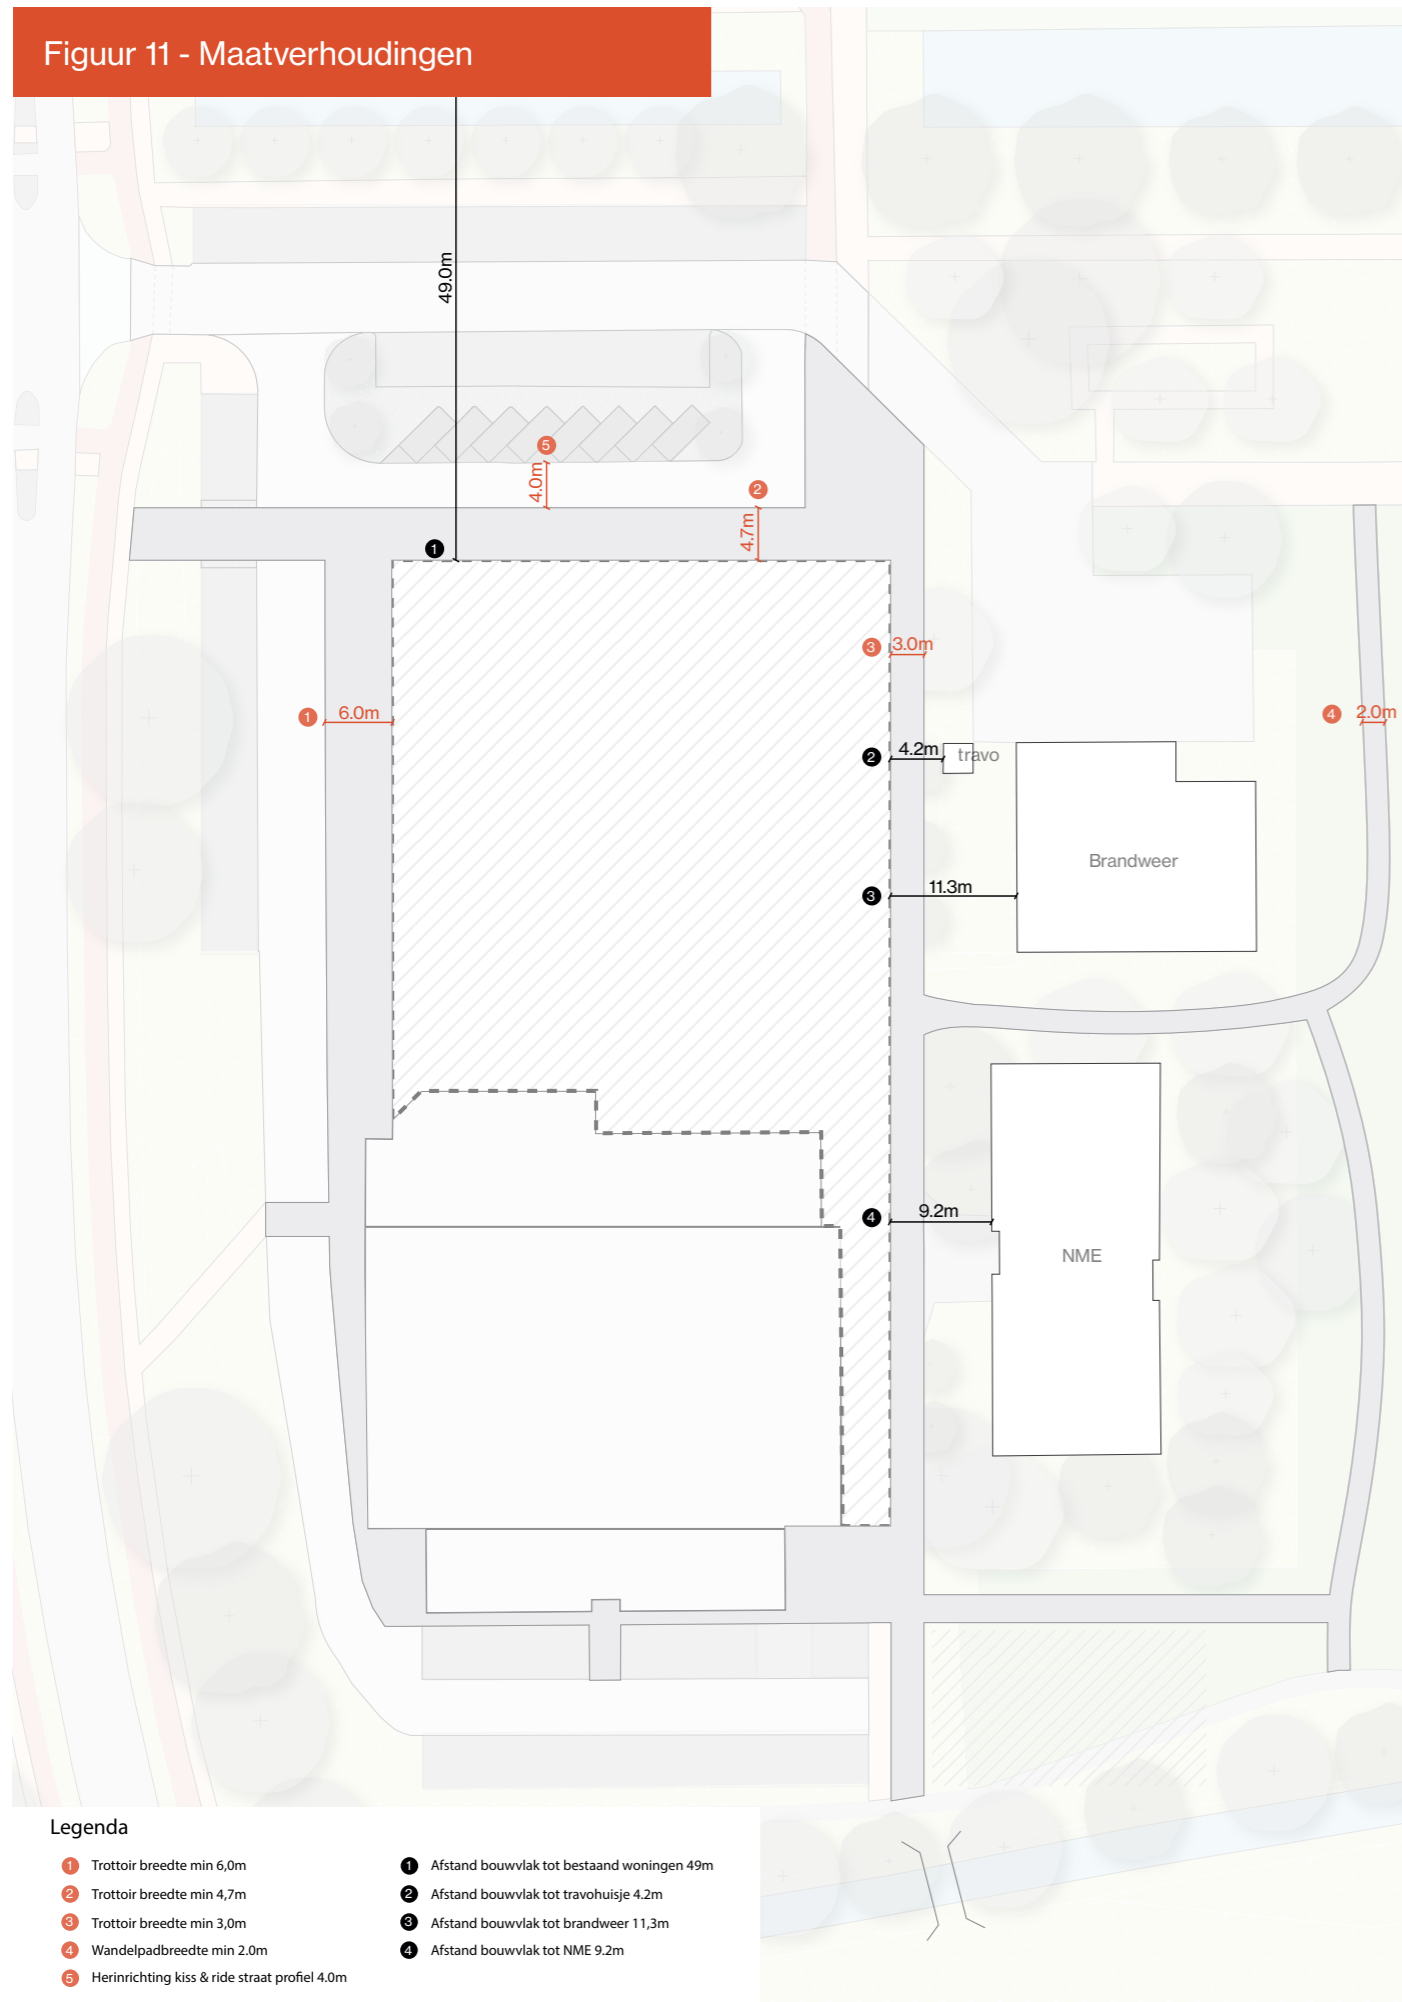 Figuur 11 - Maatverhoudingen
49.0m
5
4.0m
2
4.7m
1
3
3.0m
1
6.0m
4
2.0m
2
4.2m
travo
Brandweer
3
11.3m
4
9.2m
NME
Legenda
1 Trottoir breedte min 6,0m
2 Trottoir breedte min 4,7m
3 Trottoir breedte min 3,0m
4 Wandelpadbreedte min 2.0m
5 Herinrichting kiss & ride straat profiel 4.0m
1 Afstand bouwvlak tot bestaand woningen 49m
2 Afstand bouwvlak tot travohuisje 4.2m
3 Afstand bouwvlak tot brandweer 11,3m
4 Afstand bouwvlak tot NME 9.2m